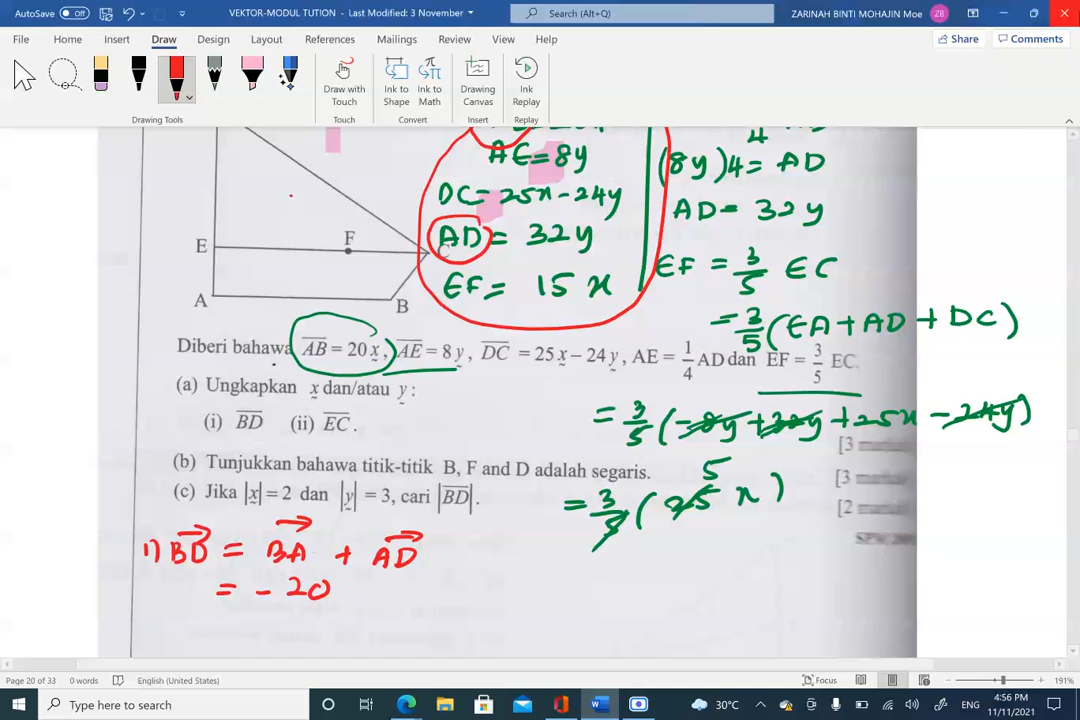 AutoSave Off VEKTOR-MODUL TUTION - Last Modified: 3 November Search (Alt+Q) ZARINAH BINTI MOHAJIN Moe ZB
File Home Insert Draw Design Layout References Mailings Review View Help Share Comments
Draw with Touch
Ink to Shape
Ink to Math
Drawing Canvas
Ink Replay
Drawing Tools Touch Convert Insert Replay
AE = 8y
DC = 25x - 24y
AD = 32y
EF = 15x
4
(8y)4 = AD
AD = 32y
EF = 3/5 EC
= 3/5 (EA + AD + DC)
E F C
A B
Diberi bahawa AB = 20x, AE = 8y, DC = 25x − 24y, AE = 1/4 AD dan EF = 3/5 EC.
(a) Ungkapkan x dan/atau y :
(i) BD (ii) EC.
= 3/5 (-8y + 32y + 25x - 24y)
[3
(b) Tunjukkan bahawa titik-titik B, F and D adalah segaris.
[3
(c) Jika |x| = 2 dan |y| = 3, cari |BD|.
[2
5
= 3/5 (25x)
i) BD = BA + AD
= - 20
Page 20 of 33 0 words English (United States) Focus 191%
Type here to search 30°C ENG 4:56 PM 11/11/2021